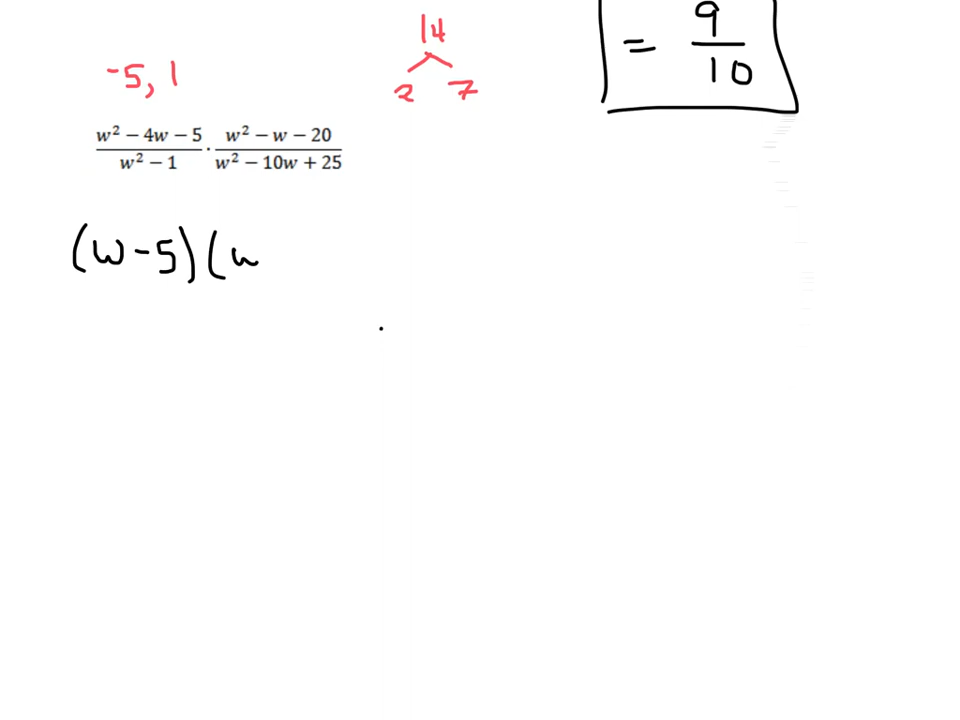 14
2 7
= 9/10
-5, 1
w² − 4w − 5 / w² − 1 · w² − w − 20 / w² − 10w + 25
(w-5)(w